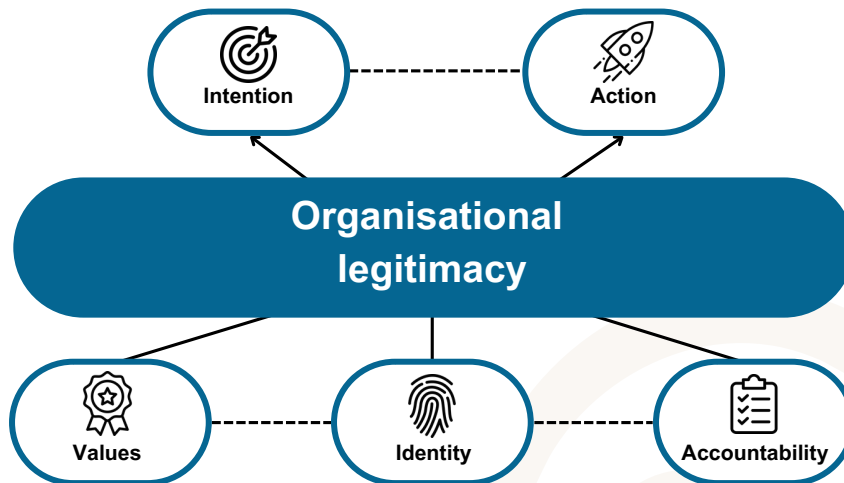 Intention
Action
Organisational
legitimacy
Values
Identity
Accountability